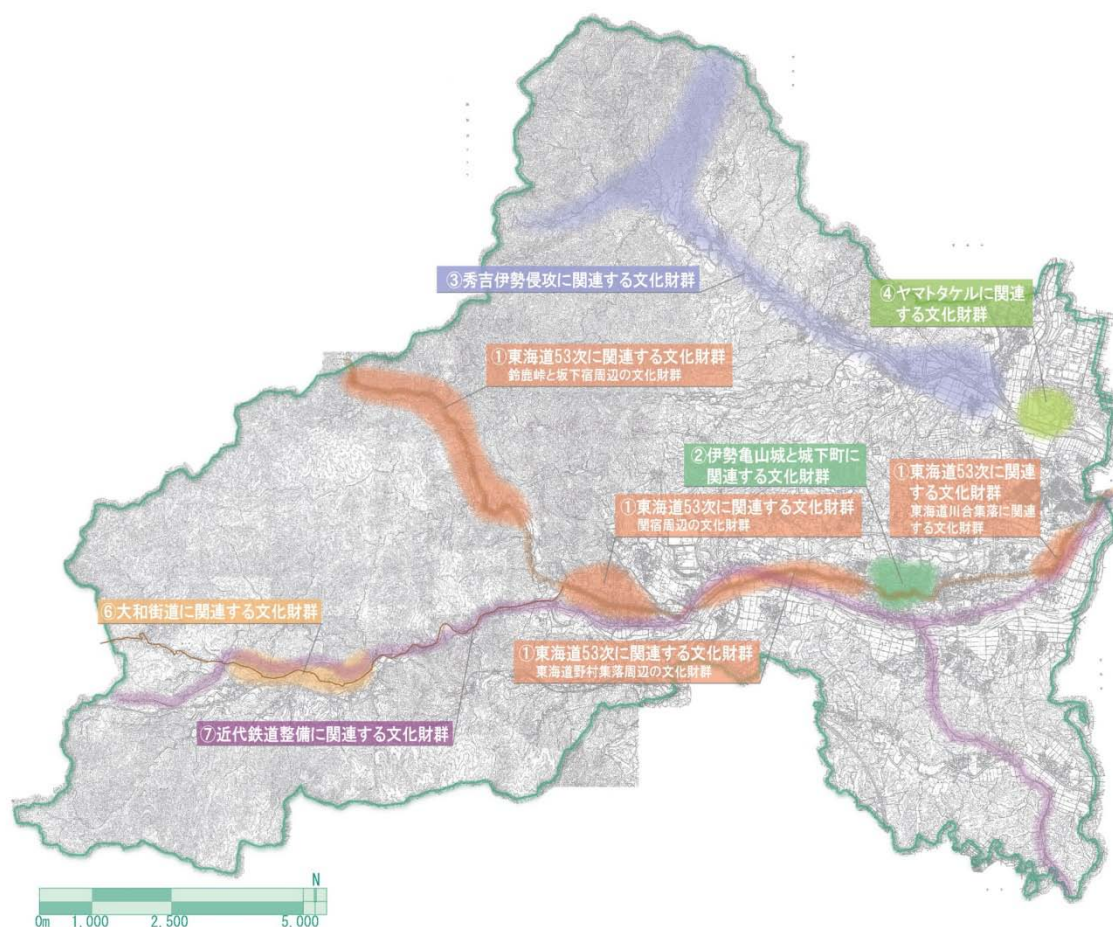 ③秀吉伊勢侵攻に関連する文化財群
④ヤマトタケルに関連
する文化財群
①東海道53次に関連する文化財群
鈴鹿峠と坂下宿周辺の文化財群
②伊勢亀山城と城下町に
関連する文化財群
①東海道53次に関連
する文化財群
東海道川合集落に関連
する文化財群
①東海道53次に関連する文化財群
関宿周辺の文化財群
⑥大和街道に関連する文化財群
①東海道53次に関連する文化財群
東海道野村集落周辺の文化財群
⑦近代鉄道整備に関連する文化財群
N
0m 1,000 2,500 5,000